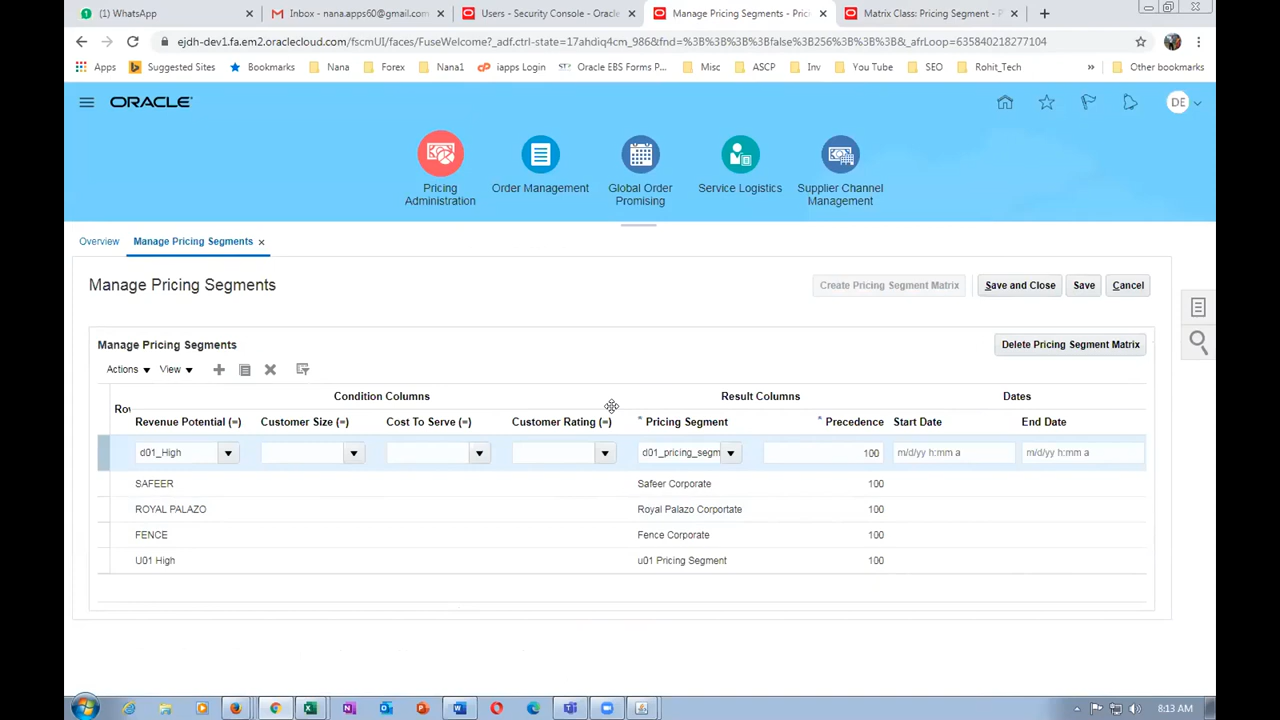 (1) WhatsApp
Inbox - nana.apps60@gmail.com
Users - Security Console - Oracle
Manage Pricing Segments - Pric
Matrix Class: Pricing Segment - P
ejdh-dev1.fa.em2.oraclecloud.com/fscmUI/faces/FuseWelcome?_adf.ctrl-state=17ahdiq4cm_986&fnd=%3B%3B%3B%3Bfalse%3B256%3B%3B%3B&_afrLoop=635840218277104
Apps
Suggested Sites
Bookmarks
Nana
Forex
Nana1
iapps Login
Oracle EBS Forms P...
Misc
ASCP
Inv
You Tube
SEO
Rohit_Tech
»
Other bookmarks
ORACLE
DE
Pricing Administration
Order Management
Global Order Promising
Service Logistics
Supplier Channel Management
Overview
Manage Pricing Segments
Manage Pricing Segments
Create Pricing Segment Matrix
Save and Close
Save
Cancel
Manage Pricing Segments
Delete Pricing Segment Matrix
Actions
View
Condition Columns
Result Columns
Dates
Rov
Revenue Potential (=)
Customer Size (=)
Cost To Serve (=)
Customer Rating (=)
* Pricing Segment
* Precedence
Start Date
End Date
d01_High
d01_pricing_segm
100
m/d/yy h:mm a
m/d/yy h:mm a
SAFEER
Safeer Corporate
100
ROYAL PALAZO
Royal Palazo Corportate
100
FENCE
Fence Corporate
100
U01 High
u01 Pricing Segment
100
8:13 AM